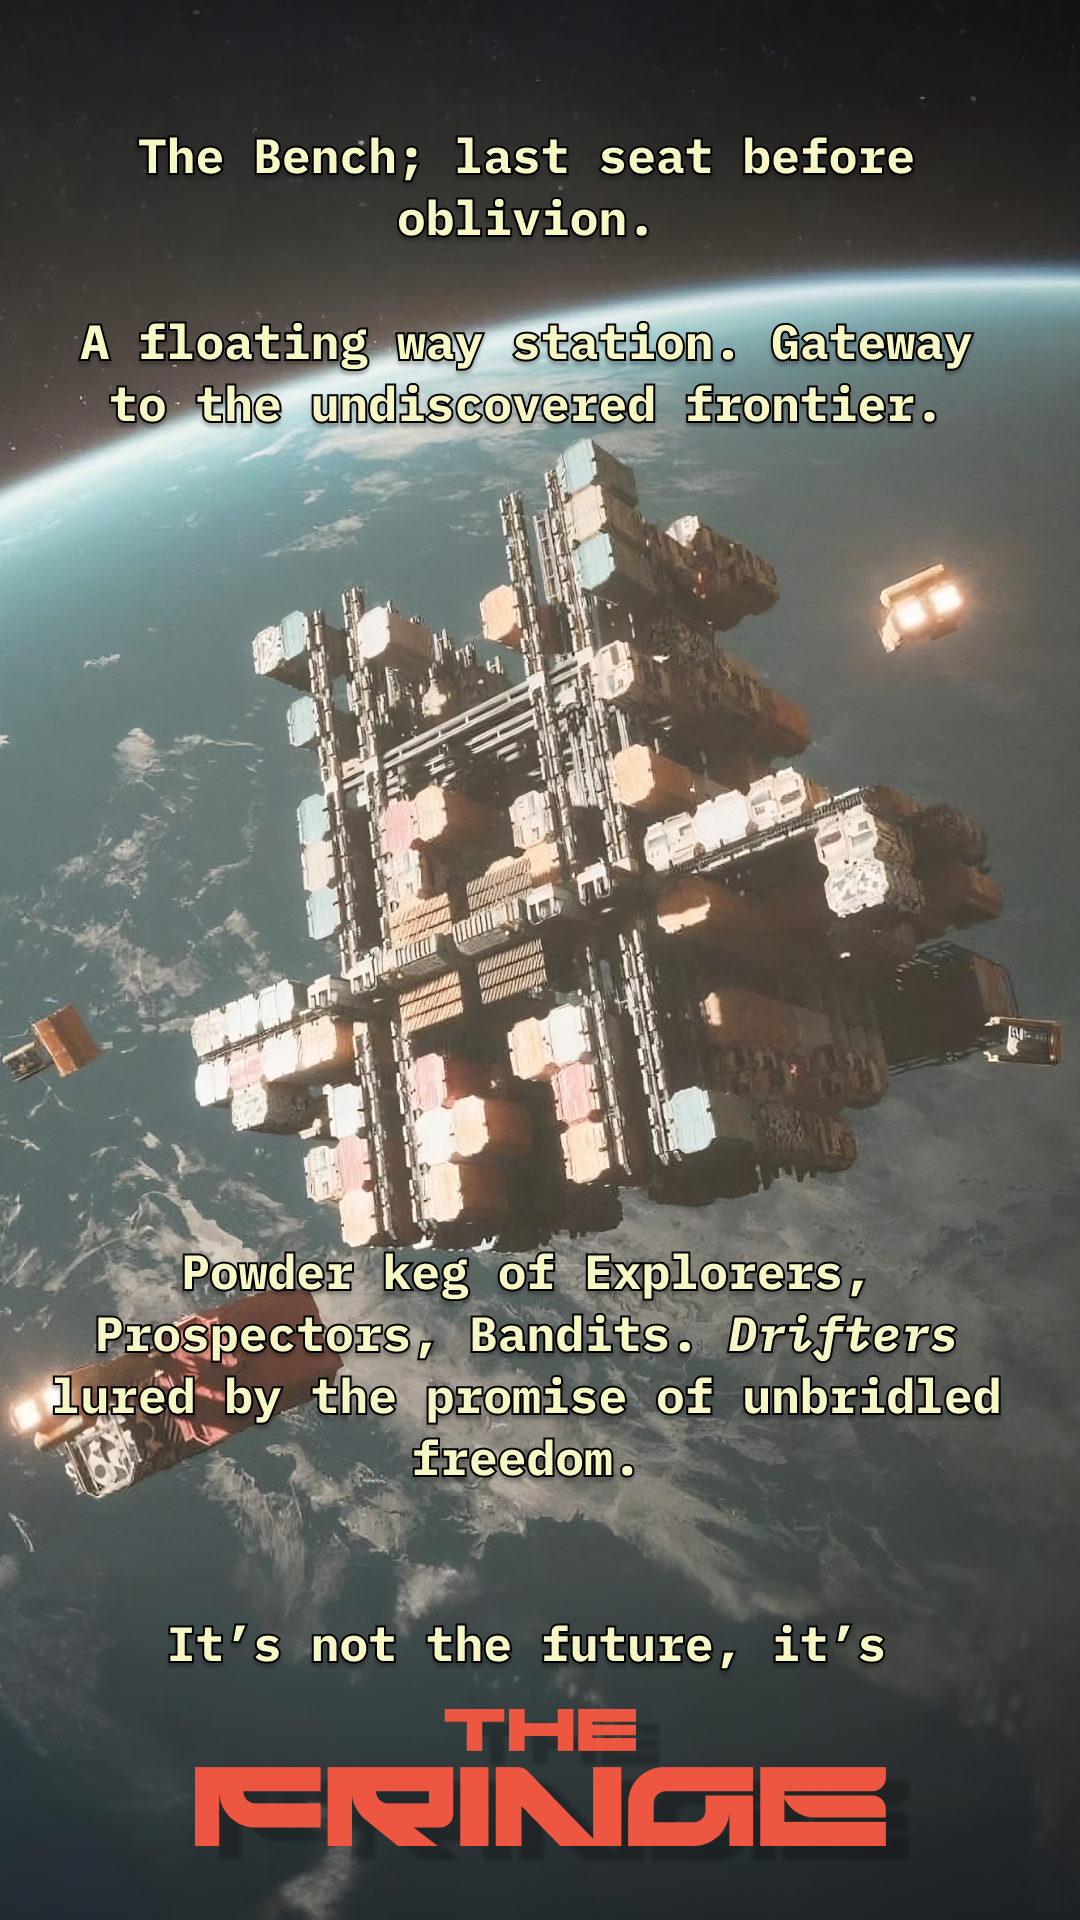 The Bench; last seat before
oblivion.
A floating way station. Gateway
to the undiscovered frontier.
Powder keg of Explorers,
Prospectors, Bandits. Drifters
lured by the promise of unbridled
freedom.
It’s not the future, it’s
THE
FRINGE